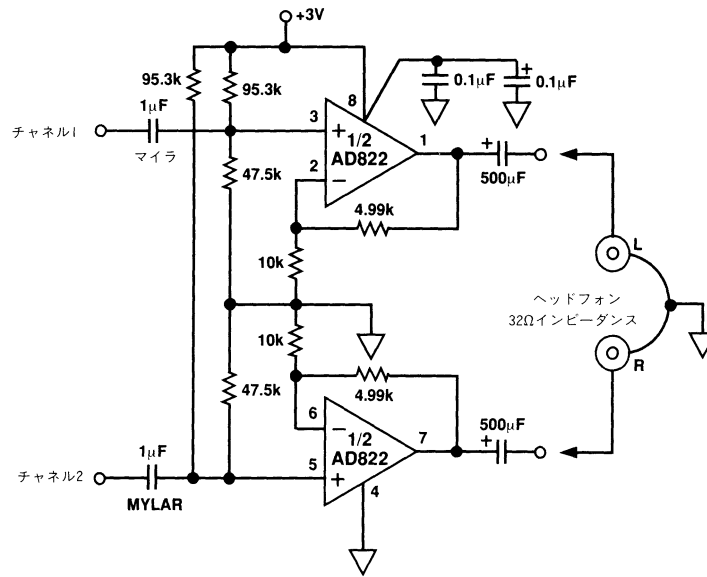 +3V
95.3k
95.3k
8
0.1µF
+
0.1µF
1µF
チャネル1
マイラ
3
+
1/2
AD822
1
2
−
+
500µF
47.5k
4.99k
10k
L
ヘッドフォン
32Ωインピーダンス
10k
R
47.5k
4.99k
6
−
1/2
AD822
7
500µF
+
1µF
チャネル2
5
+
4
MYLAR